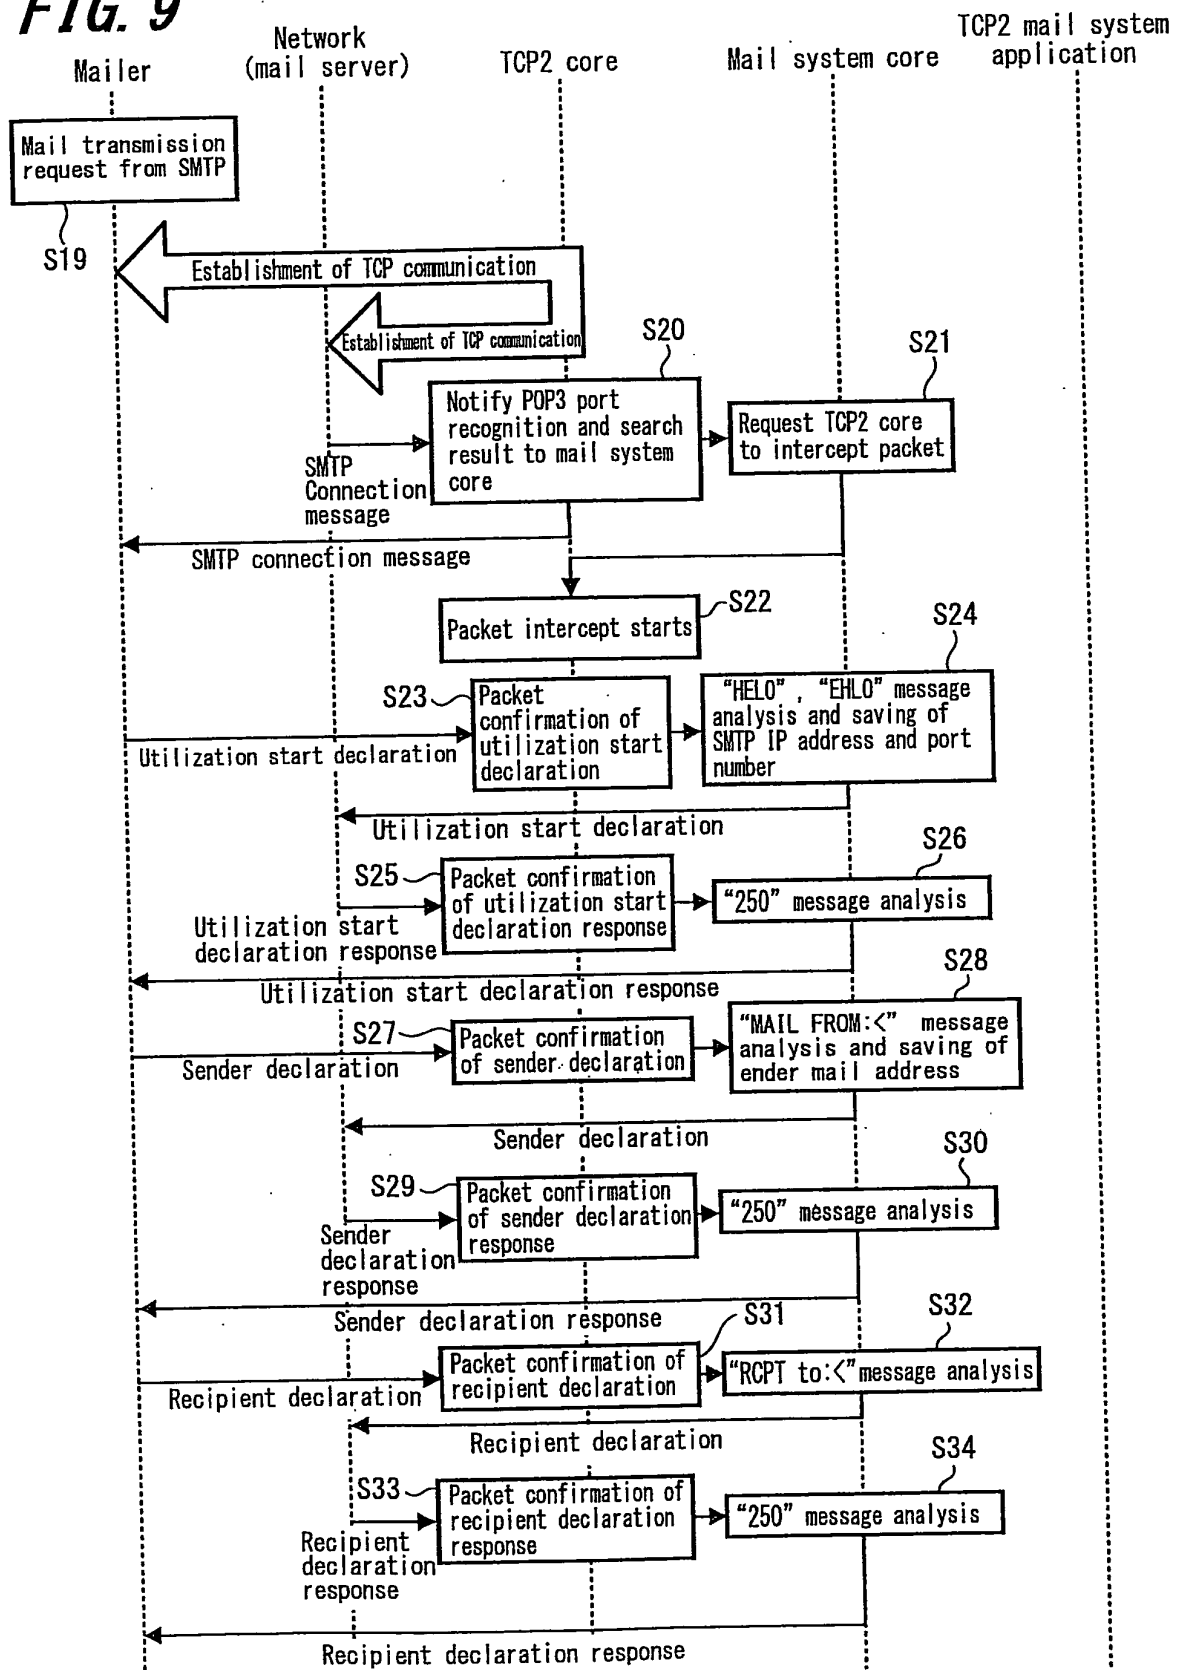 FIG. 9
Mailer
Network
(mail server)
TCP2 core
Mail system core
TCP2 mail system
application
Mail transmission
request from SMTP
S19
Establishment of TCP communication
Establishment of TCP communication
S20
Notify POP3 port
recognition and search
result to mail system
core
S21
Request TCP2 core
to intercept packet
SMTP
Connection
message
SMTP connection message
Packet intercept starts
S22
S23
Packet
confirmation of
utilization start
declaration
S24
“HELO” , “EHLO” message
analysis and saving of
SMTP IP address and port
number
Utilization start declaration
Utilization start declaration
S25
Packet confirmation
of utilization start
declaration response
S26
“250” message analysis
Utilization start
declaration response
Utilization start declaration response
S27
Packet confirmation
of sender declaration
S28
“MAIL FROM:<” message
analysis and saving of
ender mail address
Sender declaration
Sender declaration
S29
Packet confirmation
of sender declaration
response
S30
“250” message analysis
Sender
declaration
response
Sender declaration response
S31
Packet confirmation of
recipient declaration
S32
“RCPT to:<”message analysis
Recipient declaration
Recipient declaration
S33
Packet confirmation of
recipient declaration
response
S34
“250” message analysis
Recipient
declaration
response
Recipient declaration response